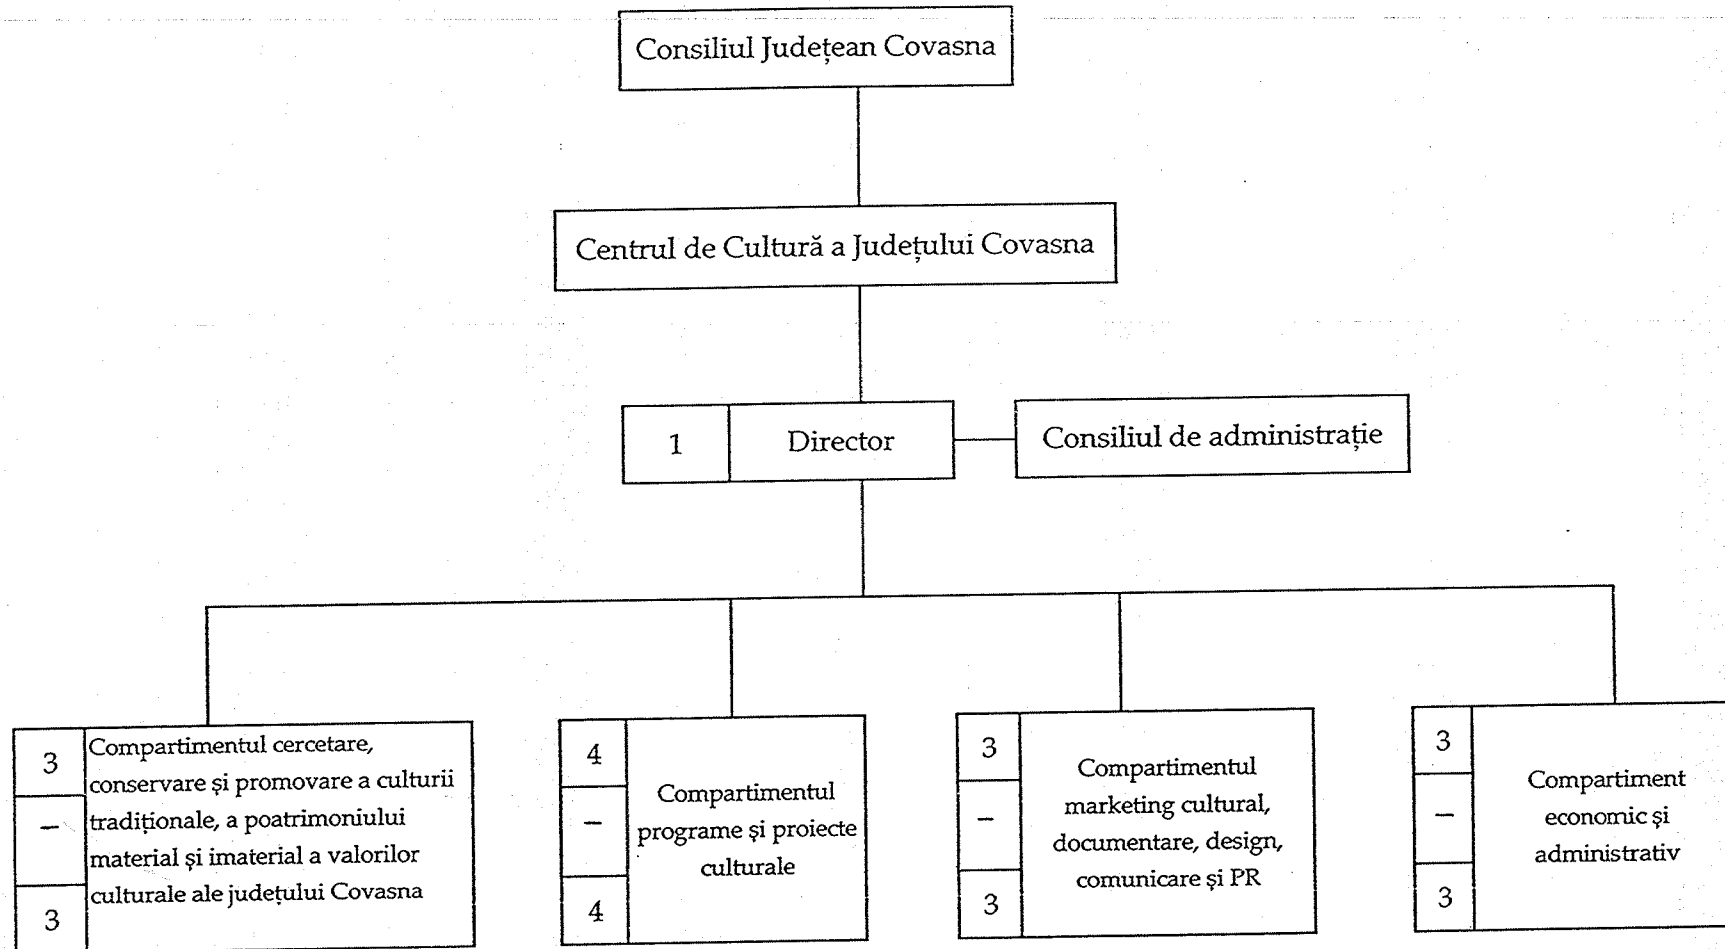 Consiliul Județean Covasna
Centrul de Cultură a Județului Covasna
1
Director
Consiliul de administrație
3
–
3
Compartimentul cercetare,
conservare și promovare a culturii
tradiționale, a poatrimoniului
material și imaterial a valorilor
culturale ale județului Covasna
4
–
4
Compartimentul
programe și proiecte
culturale
3
–
3
Compartimentul
marketing cultural,
documentare, design,
comunicare și PR
3
–
3
Compartiment
economic și
administrativ